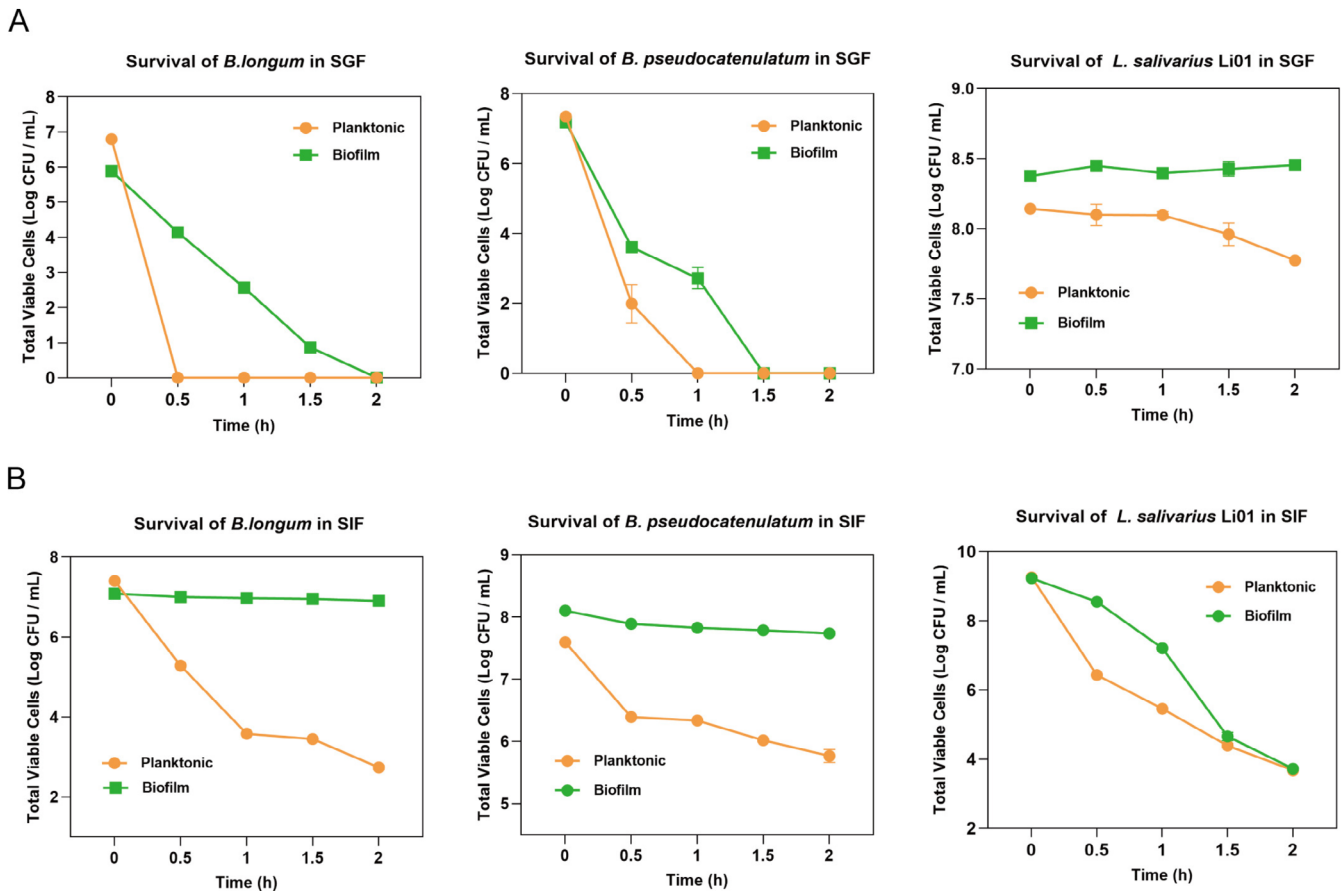 A
Survival of B.longum in SGF
Total Viable Cells (Log CFU / mL)
8
7
6
5
4
3
2
1
0
Planktonic
Biofilm
0 0.5 1 1.5 2
Time (h)
Survival of B. pseudocatenulatum in SGF
Total Viable Cells (Log CFU / mL)
8
6
4
2
0
Planktonic
Biofilm
0 0.5 1 1.5 2
Time (h)
Survival of L. salivarius Li01 in SGF
Total Viable Cells (Log CFU / mL)
9.0
8.5
8.0
7.5
7.0
Planktonic
Biofilm
0 0.5 1 1.5 2
Time (h)
B
Survival of B.longum in SIF
Total Viable Cells (Log CFU / mL)
8
6
4
2
Planktonic
Biofilm
0 0.5 1 1.5 2
Time (h)
Survival of B. pseudocatenulatum in SIF
Total Viable Cells (Log CFU / mL)
9
8
7
6
5
Planktonic
Biofilm
0 0.5 1 1.5 2
Time (h)
Survival of L. salivarius Li01 in SIF
Total Viable Cells (Log CFU / mL)
10
8
6
4
2
Planktonic
Biofilm
0 0.5 1 1.5 2
Time (h)